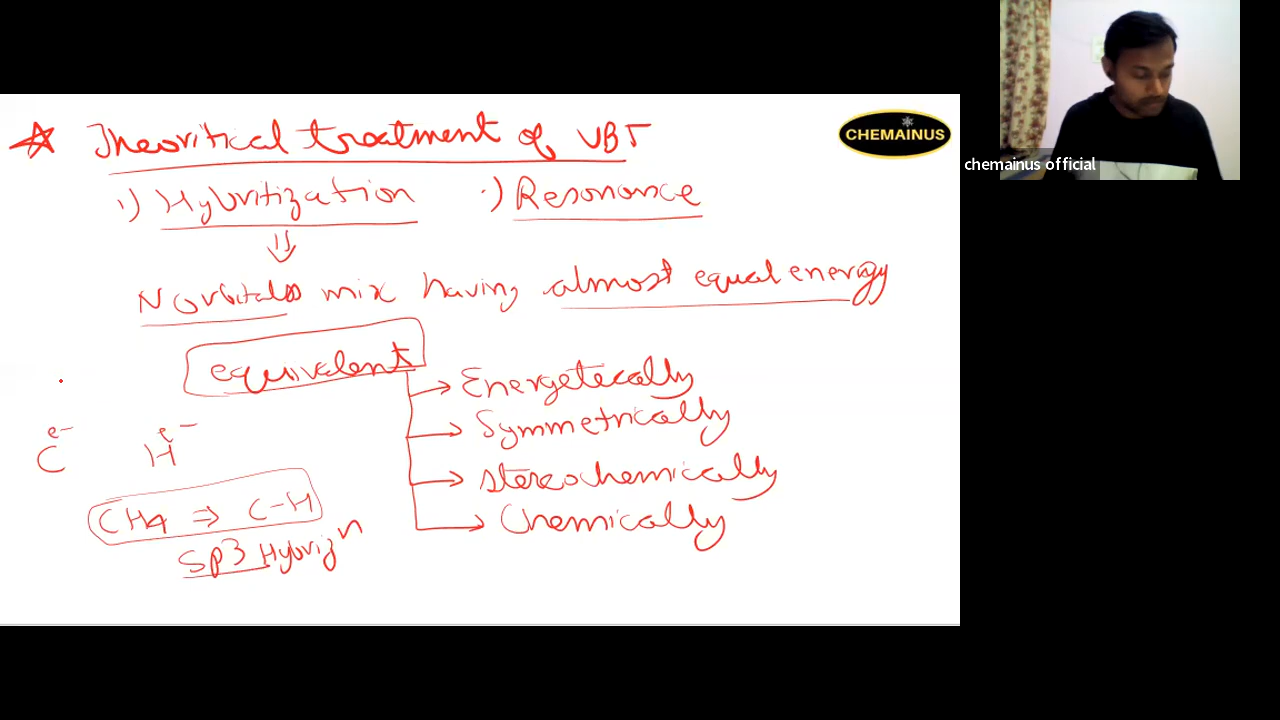 Theoritical treatment of VBT
1) Hybritization •) Resonance
N orbitals mix having almost equal energy
equivalent
Energetically
Symmetrically
stereochemically
Chemically
e- e-
C H
CH4 ⇒ C-H
Sp3 Hybrizn
CHEMAINUS
chemainus official